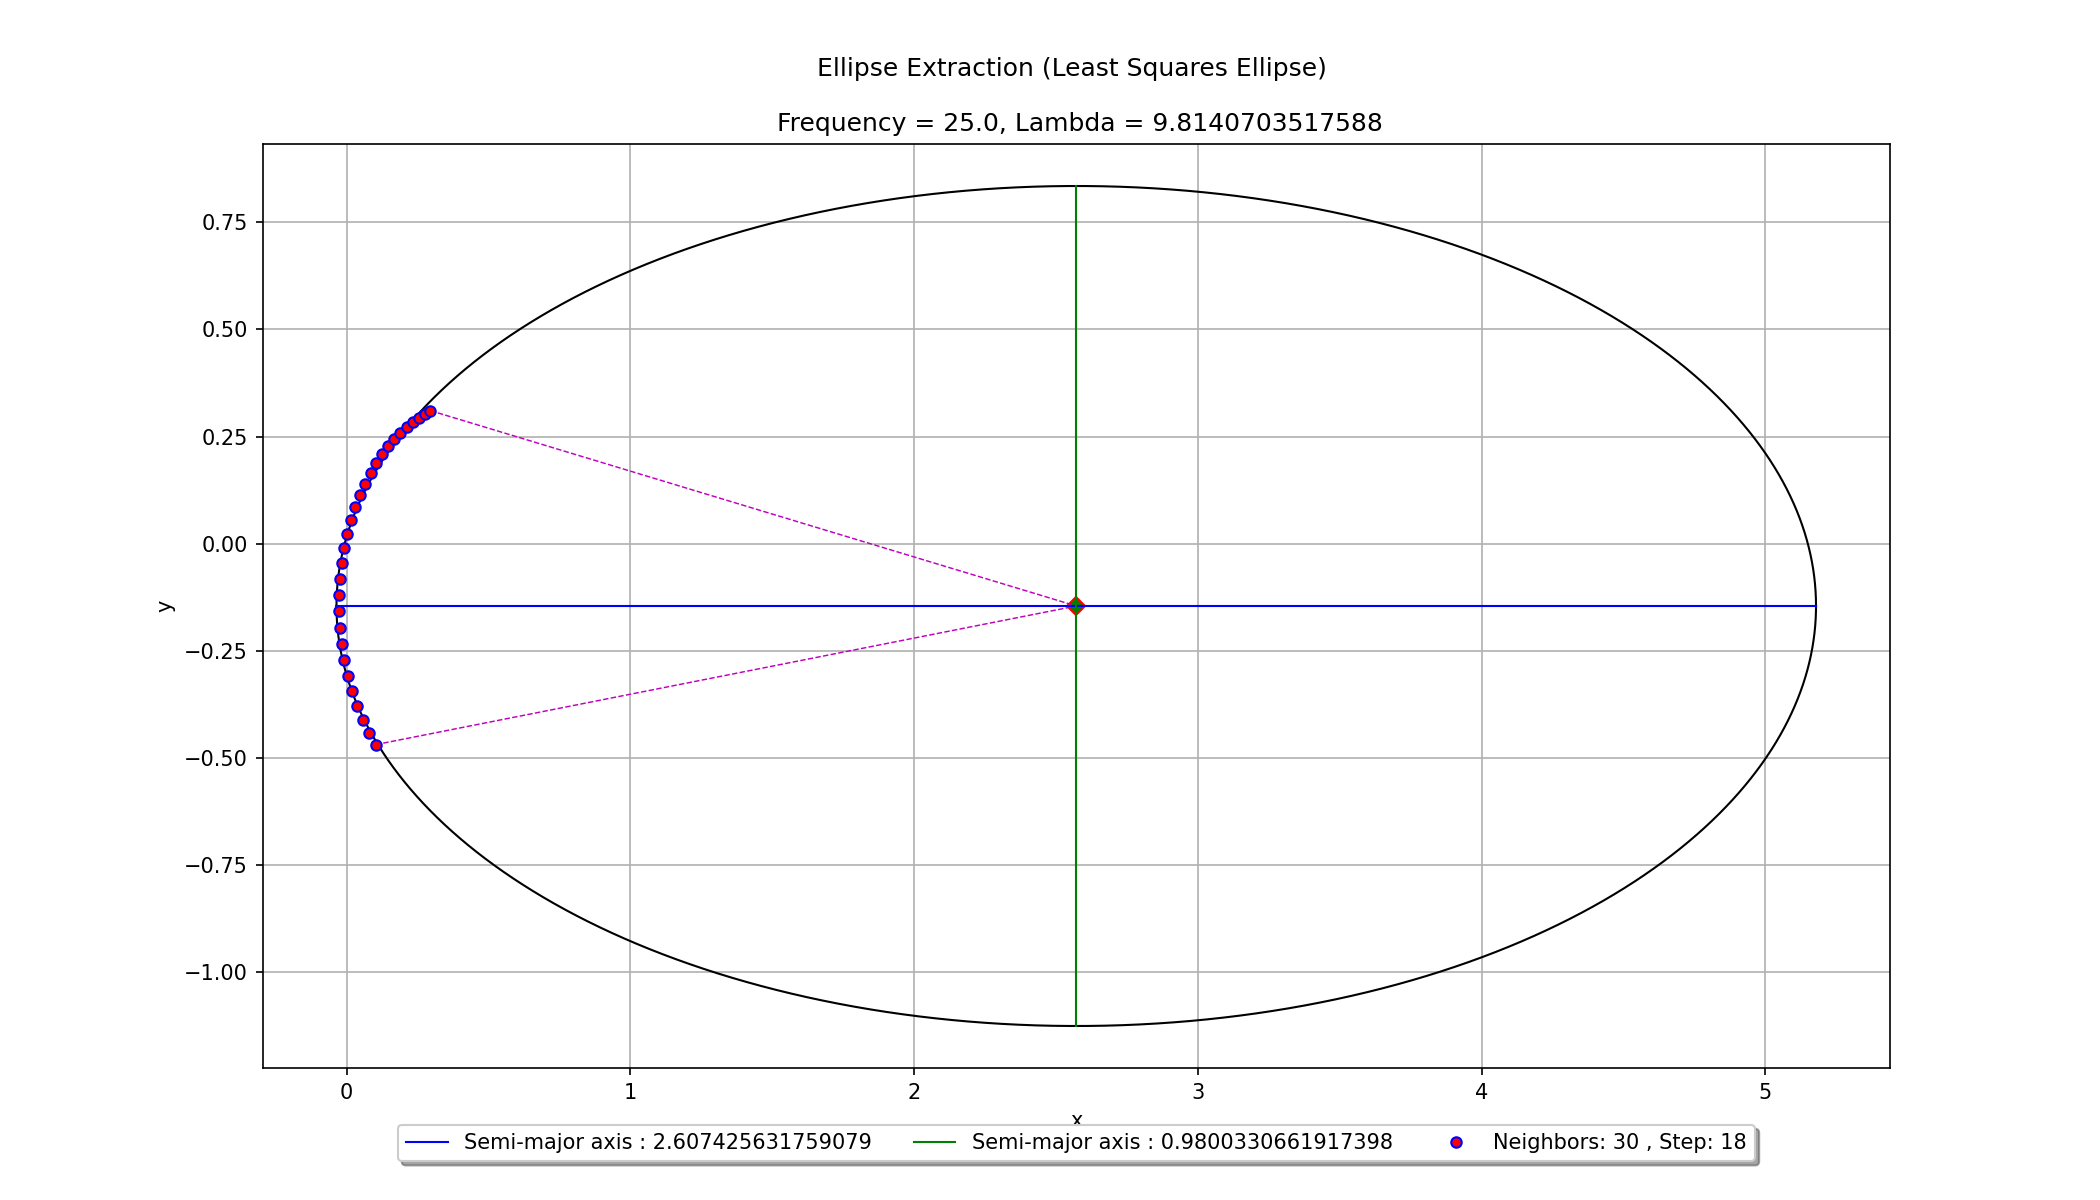 Ellipse Extraction (Least Squares Ellipse)
Frequency = 25.0, Lambda = 9.8140703517588
0.75
0.50
0.25
0.00
−0.25
−0.50
−0.75
−1.00
y
0 1 2 3 4 5
x
Semi-major axis : 2.607425631759079 Semi-major axis : 0.9800330661917398 Neighbors: 30 , Step: 18